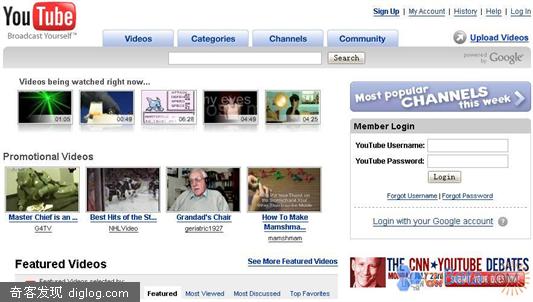 You Tube
Broadcast Yourself™
Sign Up | My Account | History | Help | Log In
Videos
Categories
Channels
Community
Upload Videos
Search
powered by
Google
Videos being watched right now...
01:05
00:49
06:28
04:49
04:25
Most popular
CHANNELS
this week
Promotional Videos
Master Chief is an ...
G4TV
Best Hits of the St...
NHLVideo
Grandad's Chair
geriatric1927
How To Make Mamshma...
mamshmam
Member Login
YouTube Username:
YouTube Password:
Login
Forgot Username | Forgot Password
Login with your Google account
?
Featured Videos
See More Featured Videos
Featured
Most Viewed
Most Discussed
Top Favorites
THE CNN★YOUTUBE DEBATES
奇客发现 diglog.com